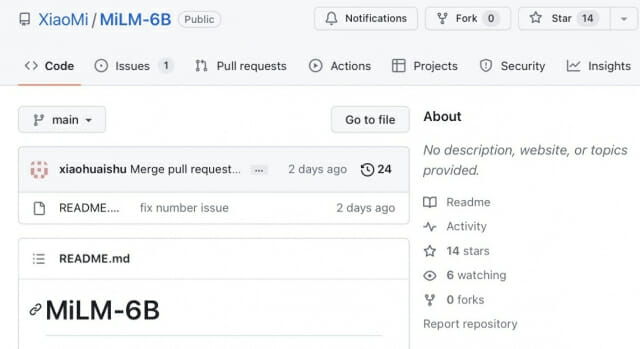 XiaoMi / MiLM-6B Public Notifications Fork 0 Star 14
Code Issues 1 Pull requests Actions Projects Security Insights
main Go to file
xiaohuaishu Merge pull request... ... 2 days ago 24
README.... fix number issue 2 days ago
README.md
MiLM-6B
About
No description, website, or topics
provided.
Readme
Activity
14 stars
6 watching
0 forks
Report repository